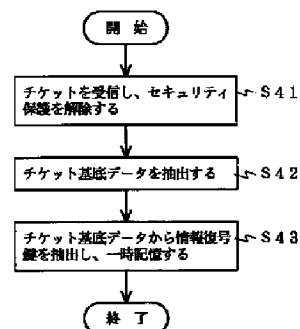 開始
チケットを受信し、セキュリティ
保護を解除する
S41
チケット基底データを抽出する
S42
チケット基底データから情報復号
鍵を抽出し、一時記憶する
S43
終了